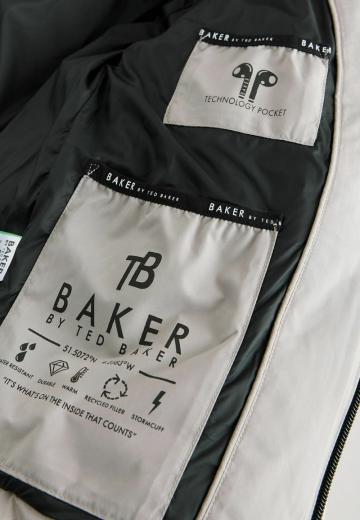 BAKER BY TED BAKER BAKER
TECHNOLOGY POCKET
BAKER BY TED BAKER BAKER BY TED
TB
BAKER
BY TED BAKER
51.5072°N
RESISTANT DURABLE WARM RECYCLED FILLER STORMCUFF
"IT'S WHAT'S ON THE INSIDE THAT COUNTS"
BAKER